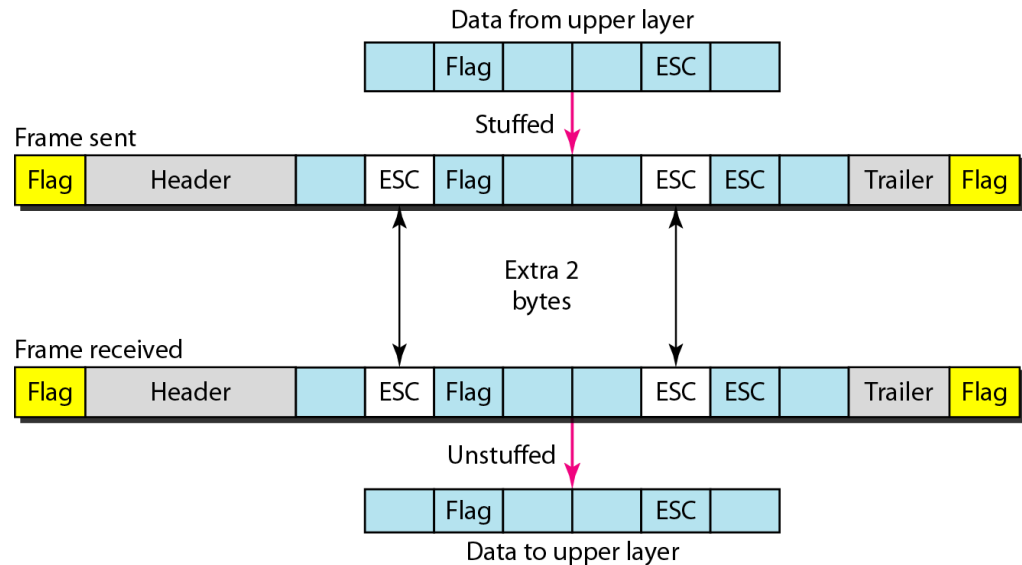 Data from upper layer
Flag ESC
Stuffed
Frame sent
Flag Header ESC Flag ESC ESC Trailer Flag
Extra 2
bytes
Frame received
Flag Header ESC Flag ESC ESC Trailer Flag
Unstuffed
Flag ESC
Data to upper layer